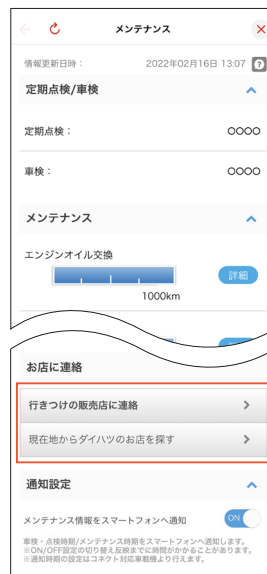 メンテナンス
情報更新日時：
2022年02月16日 13:07
?
定期点検/車検
定期点検：
0000
車検：
0000
メンテナンス
エンジンオイル交換
詳細
1000km
お店に連絡
行きつけの販売店に連絡
現在地からダイハツのお店を探す
通知設定
メンテナンス情報をスマートフォンへ通知
ON
車検・点検時期/メンテナンス時期をスマートフォンへ通知します。
※ON/OFF設定の切り替え反映までに時間がかかることがあります。
※通知時期の設定はコネクト対応車載機より行えます。